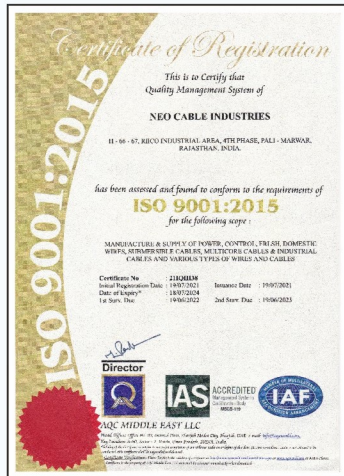 Certificate of Registration
This is to Certify that
Quality Management System of
NEO CABLE INDUSTRIES
RIICO INDUSTRIAL AREA, 4TH PHASE, PALI - MARWAR,
RAJASTHAN, INDIA.
has been assessed and found to conform to the requirements of
ISO 9001:2015
for the following scope :
MANUFACTURE & SUPPLY OF POWER, CONTROL, FRLSH, DOMESTIC
WIRES, SUBMERSIBLE CABLES, MULTICORE CABLES & INDUSTRIAL
CABLES AND VARIOUS TYPES OF WIRES AND CABLES
Certificate No :
Initial Registration Date : 19/07/2021 Issuance Date : 19/07/2021
Date of Expiry* : 18/07/2024
1st Surv. Due : 19/06/2022 2nd Surv. Due : 19/06/2023
ISO 9001:2015
Director
Q
IAS ACCREDITED
Management Systems
Certification Body
IAF
AQC MIDDLE EAST LLC